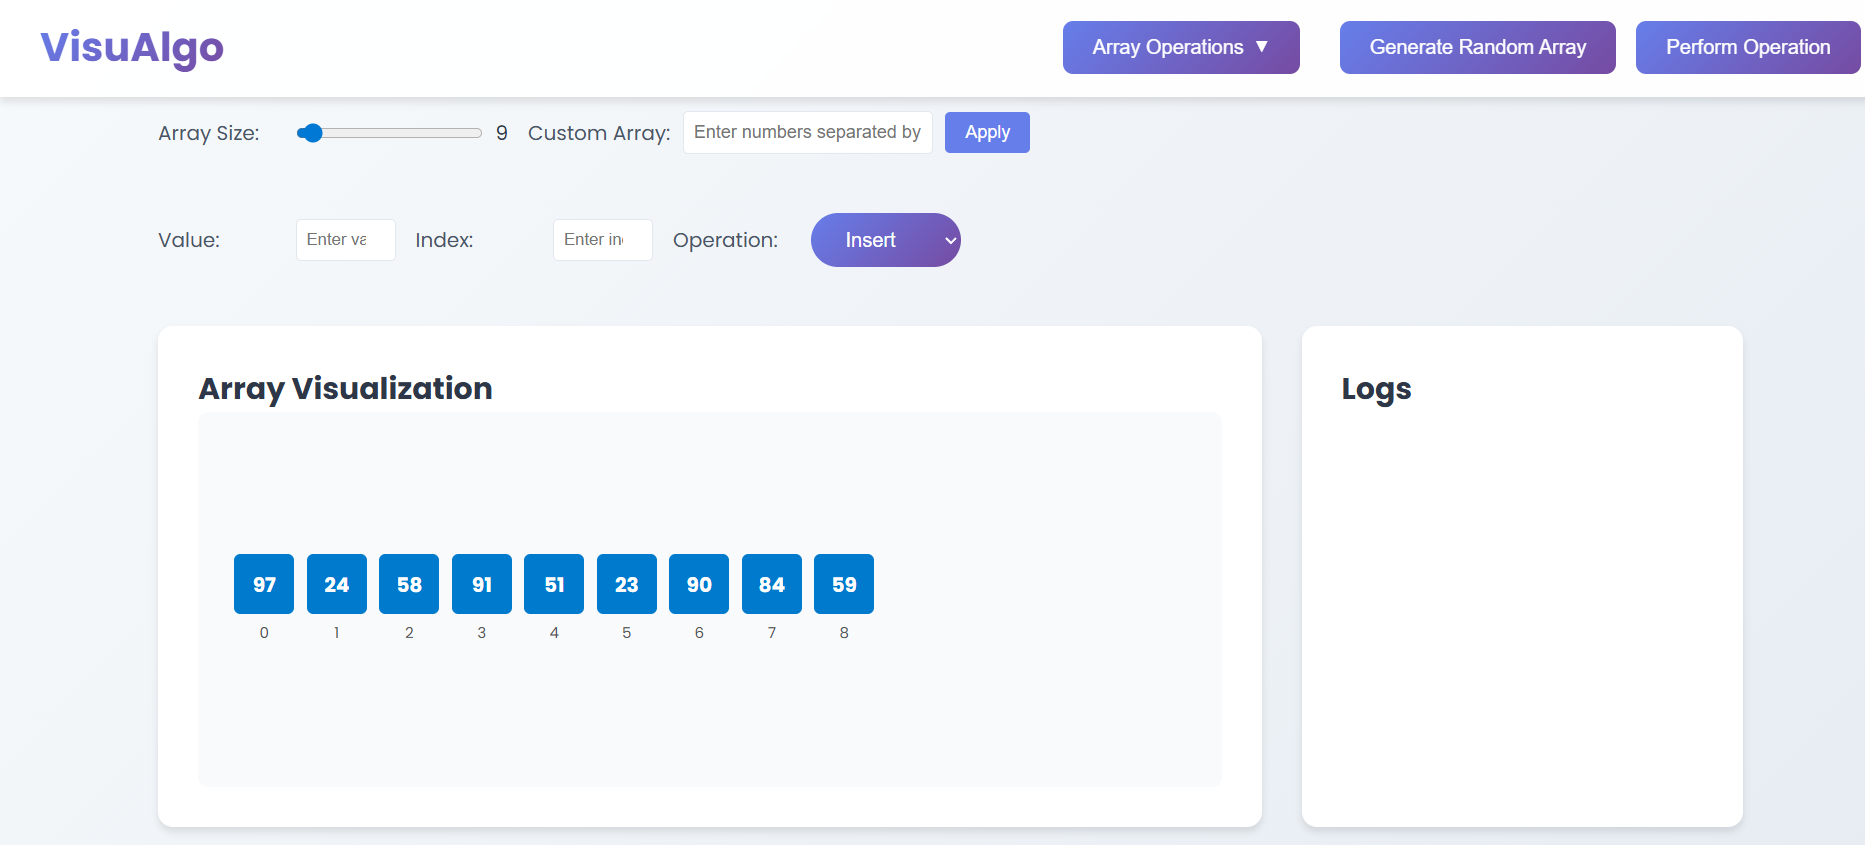 VisuAlgo
Array Operations ▼
Generate Random Array
Perform Operation
Array Size:
9
Custom Array:
Enter numbers separated by
Apply
Value:
Enter va
Index:
Enter in
Operation:
Insert
Array Visualization
97 24 58 91 51 23 90 84 59
0 1 2 3 4 5 6 7 8
Logs